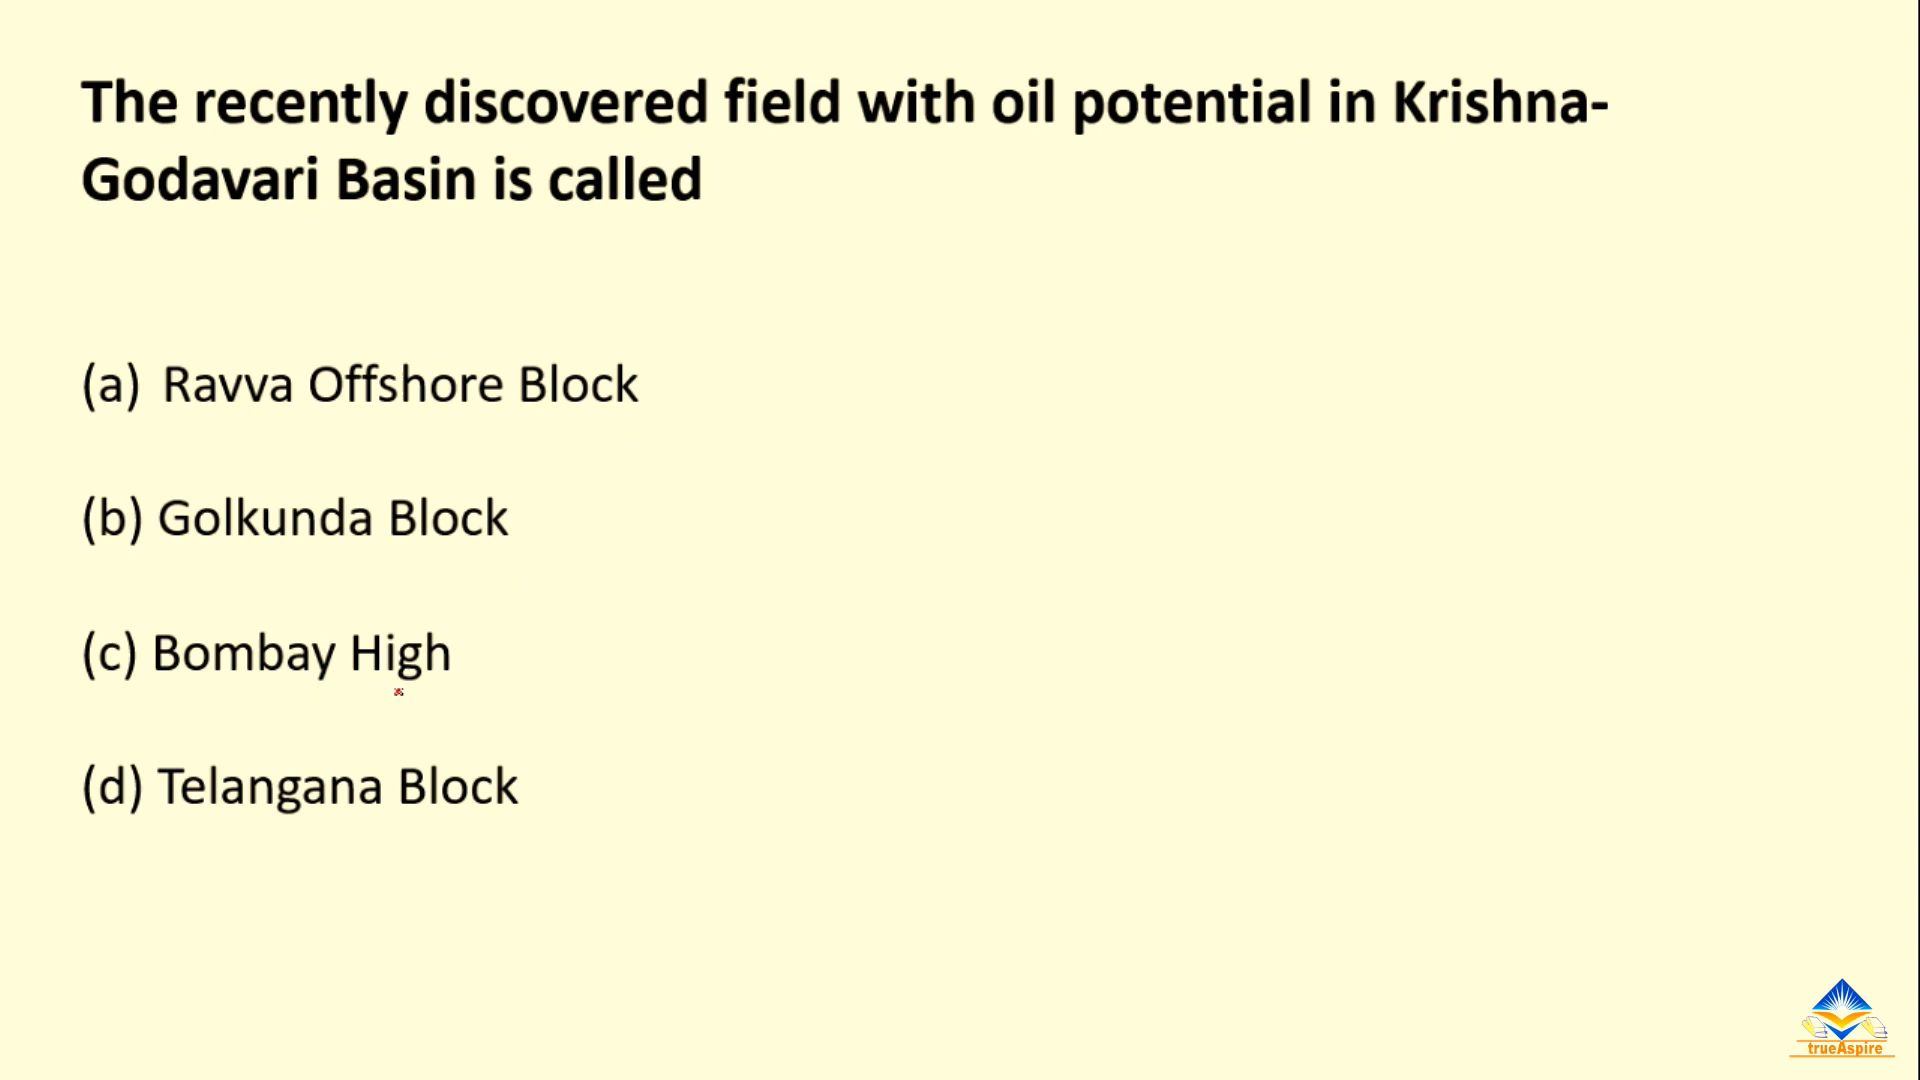 The recently discovered field with oil potential in Krishna-
Godavari Basin is called
(a) Ravva Offshore Block
(b) Golkunda Block
(c) Bombay High
(d) Telangana Block
trueAspire